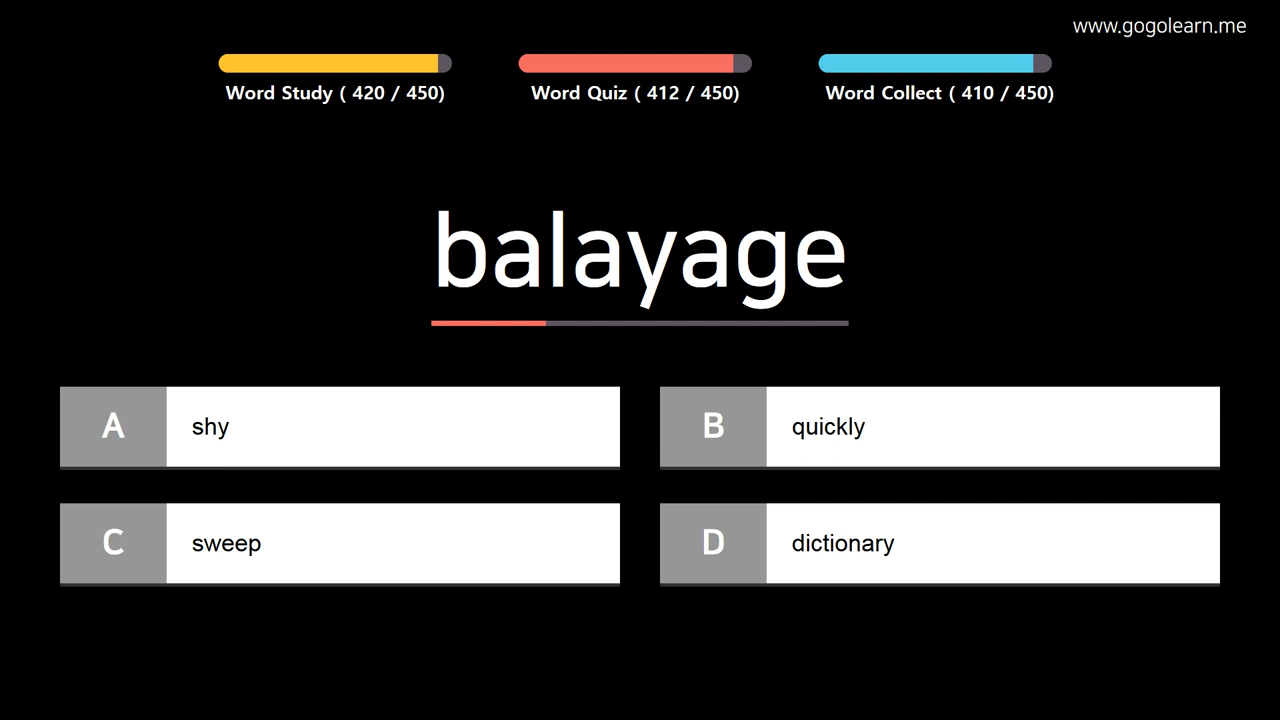 www.gogolearn.me
Word Study ( 420 / 450)
Word Quiz ( 412 / 450)
Word Collect ( 410 / 450)
balayage
A shy
B quickly
C sweep
D dictionary